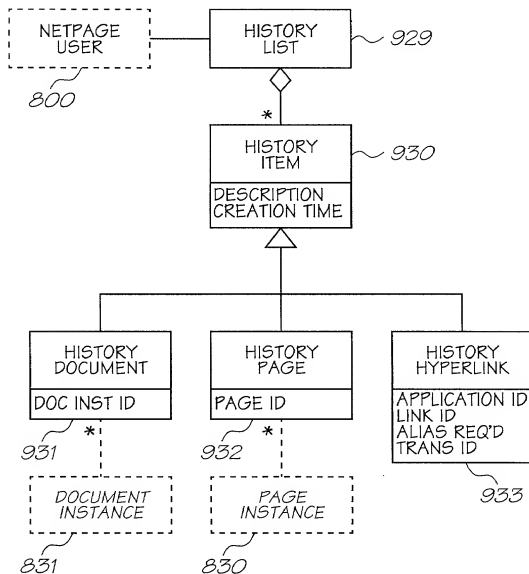 NETPAGE
USER
800
HISTORY
LIST
929
*
HISTORY
ITEM
930
DESCRIPTION
CREATION TIME
HISTORY
DOCUMENT
DOC INST ID
931
*
HISTORY
PAGE
PAGE ID
932
*
HISTORY
HYPERLINK
APPLICATION ID
LINK ID
ALIAS REQ'D
TRANS ID
933
DOCUMENT
INSTANCE
831
PAGE
INSTANCE
830